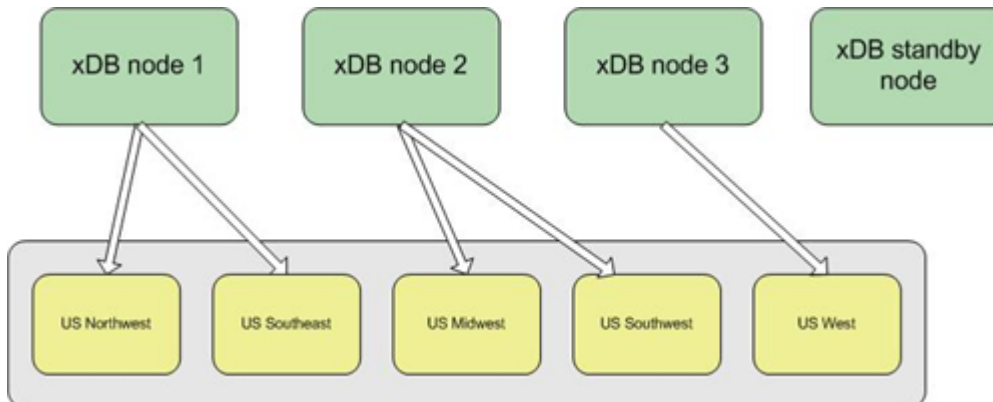 xDB node 1
xDB node 2
xDB node 3
xDB standby
node
US Northwest
US Southeast
US Midwest
US Southwest
US West